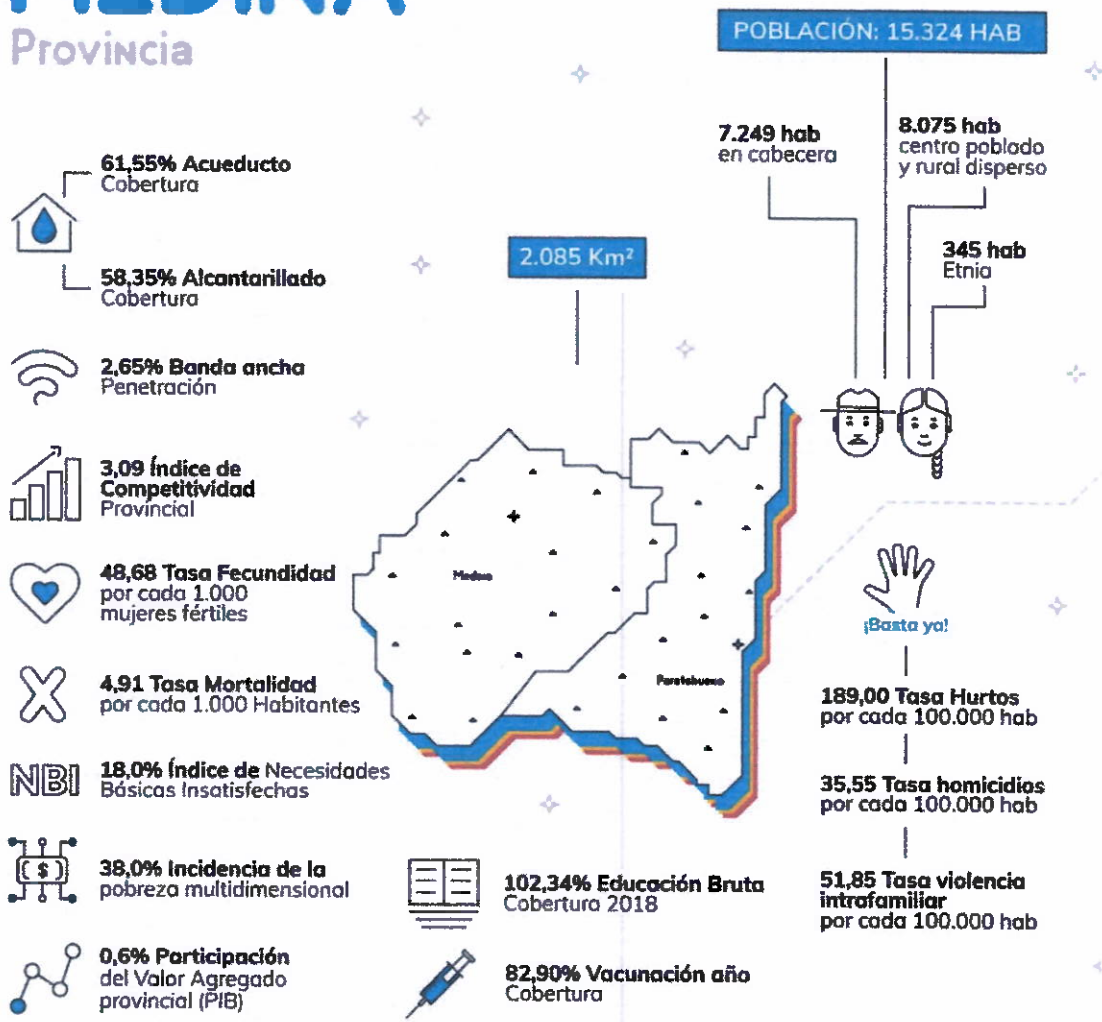 MEDINA
Provincia
POBLACIÓN: 15.324 HAB
7.249 hab
en cabecera
8.075 hab
centro poblado
y rural disperso
345 hab
Etnia
2.085 Km²
61,55% Acueducto
Cobertura
58,35% Alcantarillado
Cobertura
2,65% Banda ancha
Penetración
3,09 Índice de
Competitividad
Provincial
48,68 Tasa Fecundidad
por cada 1.000
mujeres fértiles
4,91 Tasa Mortalidad
por cada 1.000 Habitantes
NBI
18,0% Índice de Necesidades
Básicas Insatisfechas
($)
38,0% Incidencia de la
pobreza multidimensional
0,6% Participación
del Valor Agregado
provincial (PIB)
Medina
Paratebueno
102,34% Educación Bruta
Cobertura 2018
82,90% Vacunación año
Cobertura
¡Basta ya!
189,00 Tasa Hurtos
por cada 100.000 hab
35,55 Tasa homicidios
por cada 100.000 hab
51,85 Tasa violencia
intrafamiliar
por cada 100.000 hab